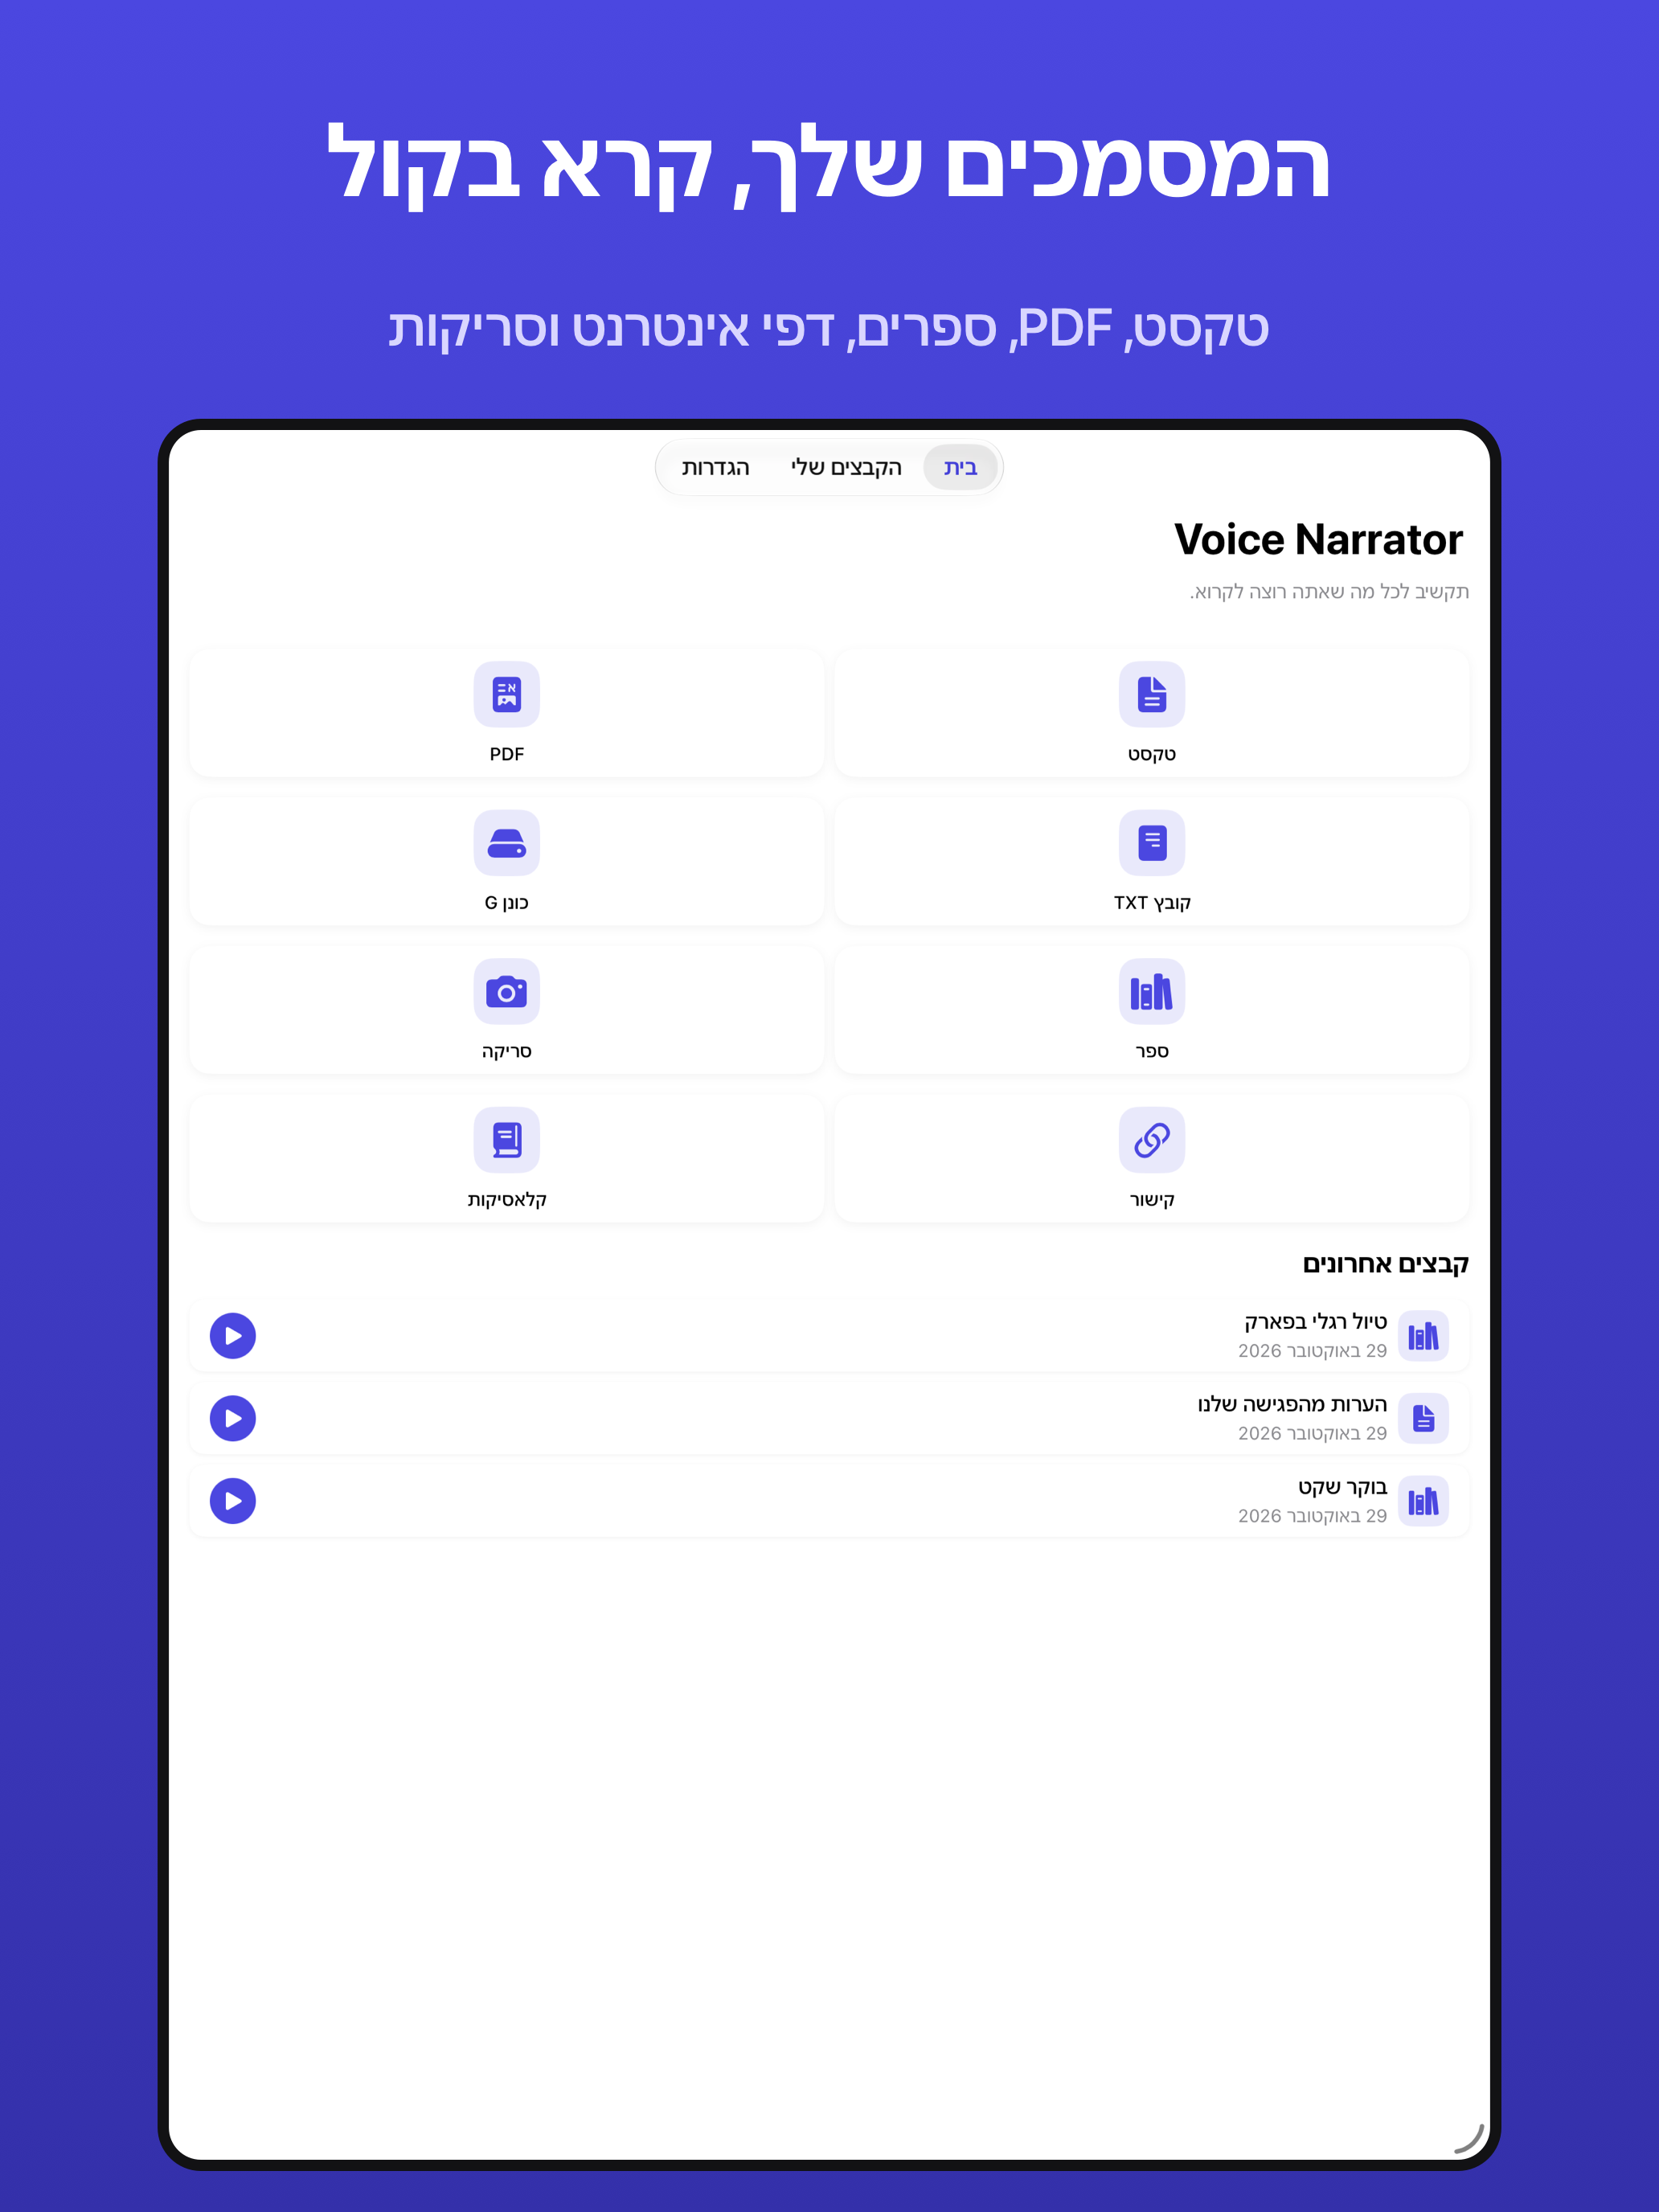 המסמכים שלך, קרא בקול
טקסט, PDF, ספרים, דפי אינטרנט וסריקות
בית הקבצים שלי הגדרות
Voice Narrator
תקשיב לכל מה שאתה רוצה לקרוא.
טקסט
PDF
קובץ TXT
כונן G
ספר
סריקה
קישור
קלאסיקות
קבצים אחרונים
טיול רגלי בפארק
29 באוקטובר 2026
הערות מהפגישה שלנו
29 באוקטובר 2026
בוקר שקט
29 באוקטובר 2026